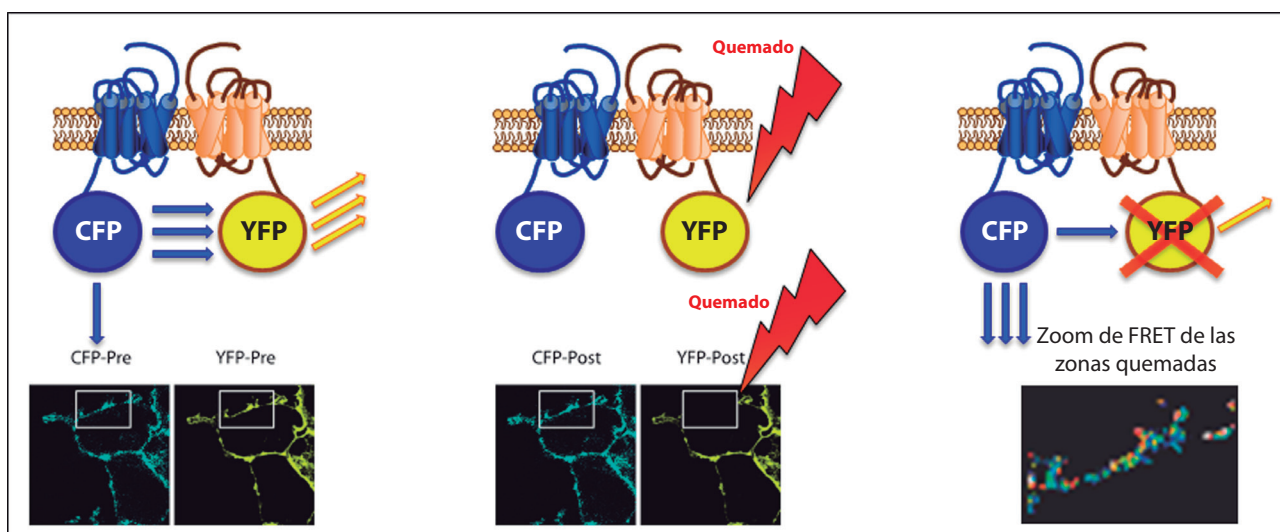 CFP
YFP
CFP-Pre
YFP-Pre
Quemado
CFP
YFP
Quemado
CFP-Post
YFP-Post
CFP
YFP
Zoom de FRET de las
zonas quemadas